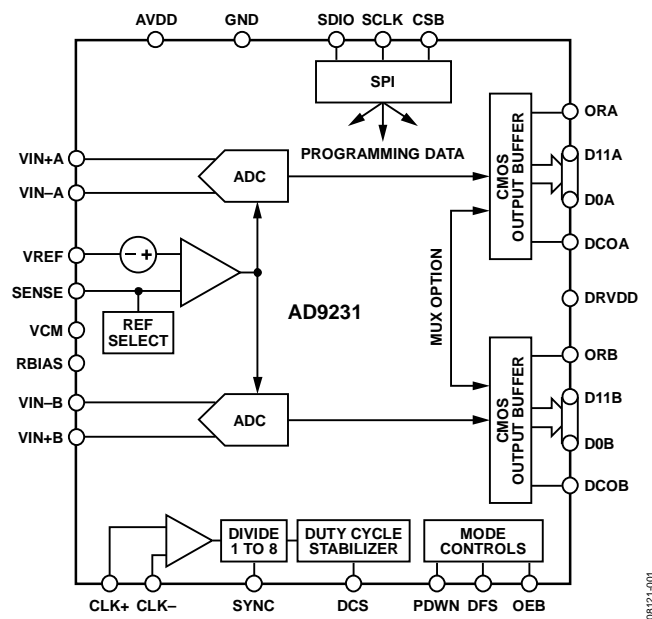 AVDD GND SDIO SCLK CSB
SPI
PROGRAMMING DATA
VIN+A
VIN–A
ADC
VREF
– +
SENSE
REF
SELECT
VCM
RBIAS
VIN–B
VIN+B
ADC
AD9231
MUX OPTION
CMOS
OUTPUT BUFFER
ORA
D11A
D0A
DCOA
DRVDD
CMOS
OUTPUT BUFFER
ORB
D11B
D0B
DCOB
DIVIDE
1 TO 8
DUTY CYCLE
STABILIZER
MODE
CONTROLS
CLK+ CLK– SYNC DCS PDWN DFS OEB
08121-001